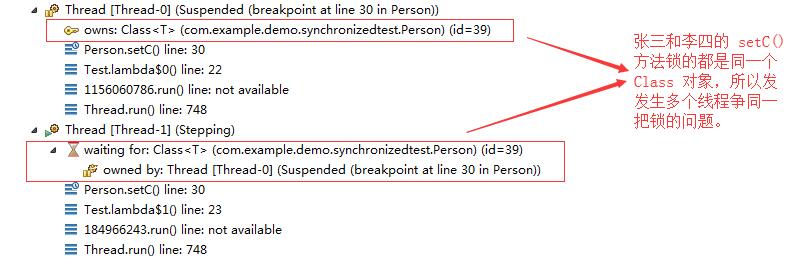 Thread [Thread-0] (Suspended (breakpoint at line 30 in Person))
owns: Class<T> (com.example.demo.synchronizedtest.Person) (id=39)
Person.setC() line: 30
Test.lambda$0() line: 22
1156060786.run() line: not available
Thread.run() line: 748
Thread [Thread-1] (Stepping)
waiting for: Class<T> (com.example.demo.synchronizedtest.Person) (id=39)
owned by: Thread [Thread-0] (Suspended (breakpoint at line 30 in Person))
Person.setC() line: 30
Test.lambda$1() line: 23
184966243.run() line: not available
Thread.run() line: 748
张三和李四的 setC()
方法锁的都是同一个
Class 对象，所以发
发生多个线程争同一
把锁的问题。